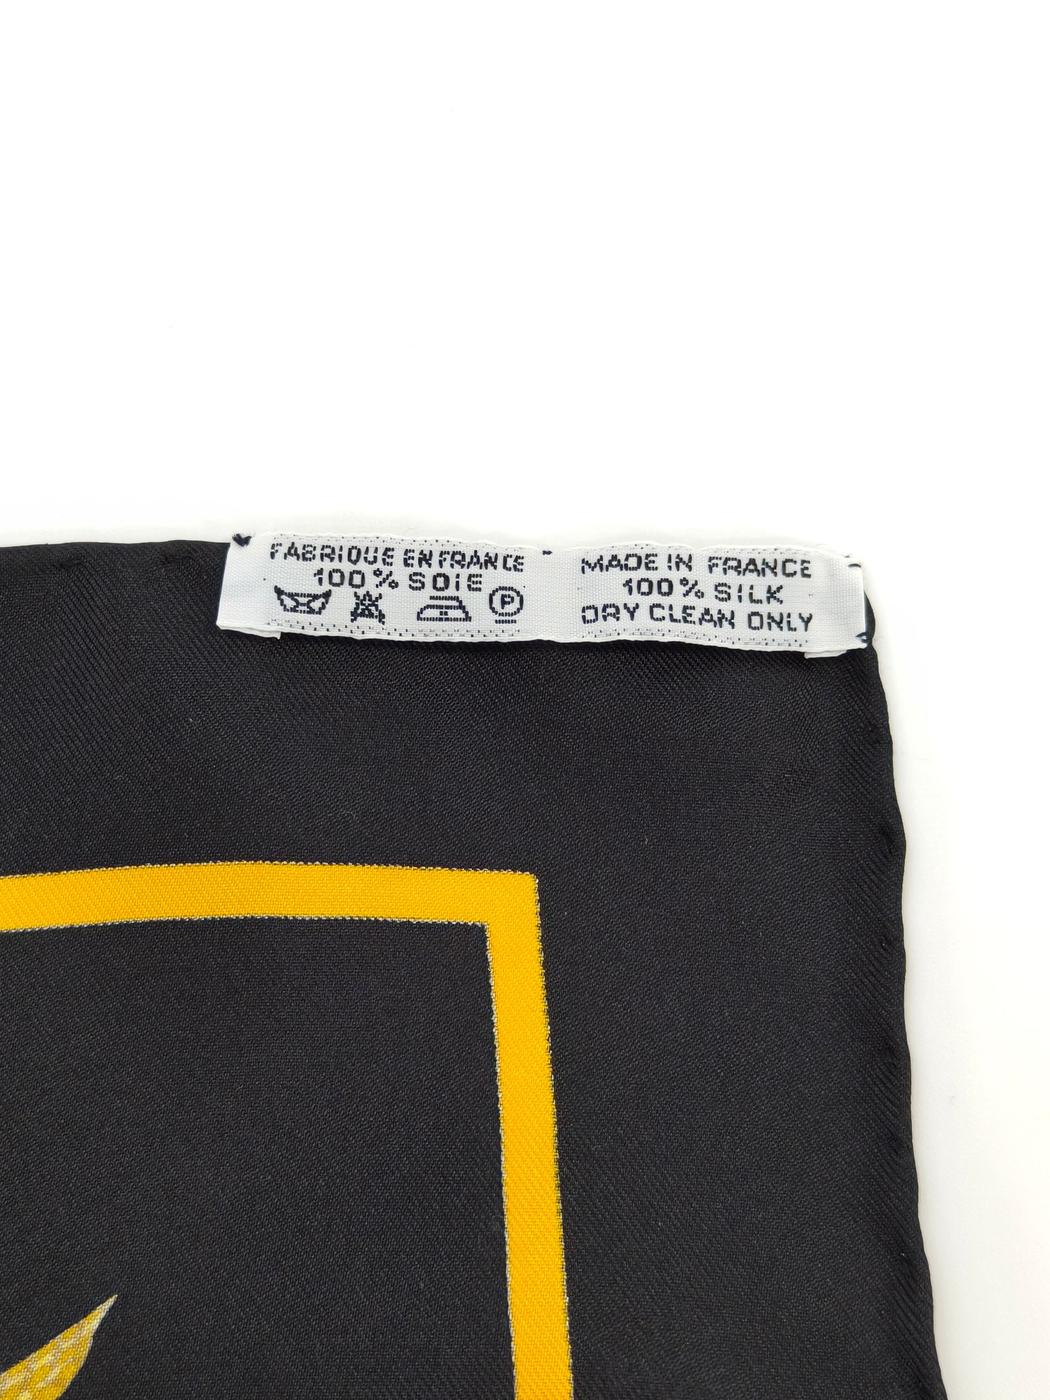 FABRIQUE EN FRANCE
100% SOIE
P
MADE IN FRANCE
100% SILK
DRY CLEAN ONLY